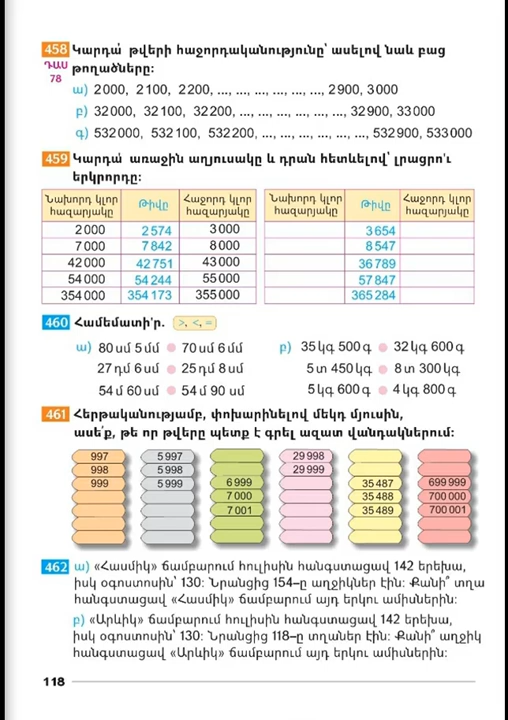 458 Կարդա՛ թվերի հաջորդականությունը՝ ասելով նաև բաց
ԴԱՍ 78 թողածները:
ա) 2000, 2100, 2200, ..., ..., ..., ..., ..., ..., 2900, 3000
բ) 32000, 32100, 32200, ..., ..., ..., ..., ..., ..., 32900, 33000
գ) 532000, 532100, 532200, ..., ..., ..., ..., ..., ..., 532900, 533000
459 Կարդա՛ առաջին աղյուսակը և դրան հետևելով՝ լրացրո՛ւ
երկրորդը:
Նախորդ կլոր հազարյակը Թիվը Հաջորդ կլոր հազարյակը Նախորդ կլոր հազարյակը Թիվը Հաջորդ կլոր հազարյակը
2000 2574 3000 3654
7000 7842 8000 8547
42000 42751 43000 36789
54000 54244 55000 57847
354000 354173 355000 365284
460 Համեմատի՛ր. >, <, =
ա) 80 սմ 5 մմ 70 սմ 6 մմ բ) 35 կգ 500 գ 32 կգ 600 գ
27 դմ 6 սմ 25 դմ 8 սմ 5 տ 450 կգ 8 տ 300 կգ
54 մ 60 սմ 54 մ 90 սմ 5 կգ 600 գ 4 կգ 800 գ
461 Հերթականությամբ, փոխարինելով մեկդ մյուսին,
ասե՛ք, թե որ թվերը պետք է գրել ազատ վանդակներում:
997 5997 29998
998 5998 29999
999 5999 6999 35487 699999
7000 35488 700000
7001 35489 700001
462 ա) «Հասմիկ» ճամբարում հուլիսին հանգստացավ 142 երեխա,
իսկ օգոստոսին՝ 130: Նրանցից 154–ը աղջիկներ էին: Քանի՞ տղա
հանգստացավ «Հասմիկ» ճամբարում այդ երկու ամիսներին:
բ) «Արևիկ» ճամբարում հուլիսին հանգստացավ 142 երեխա,
իսկ օգոստոսին՝ 130: Նրանցից 118–ը տղաներ էին: Քանի՞ աղջիկ
հանգստացավ «Արևիկ» ճամբարում այդ երկու ամիսներին:
118